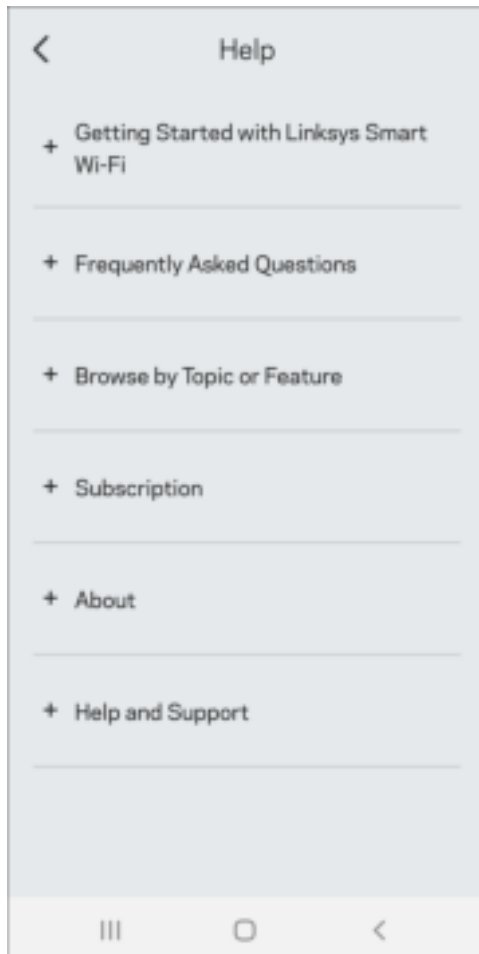 Help
Getting Started with Linksys Smart
Wi-Fi
Frequently Asked Questions
Browse by Topic or Feature
Subscription
About
Help and Support